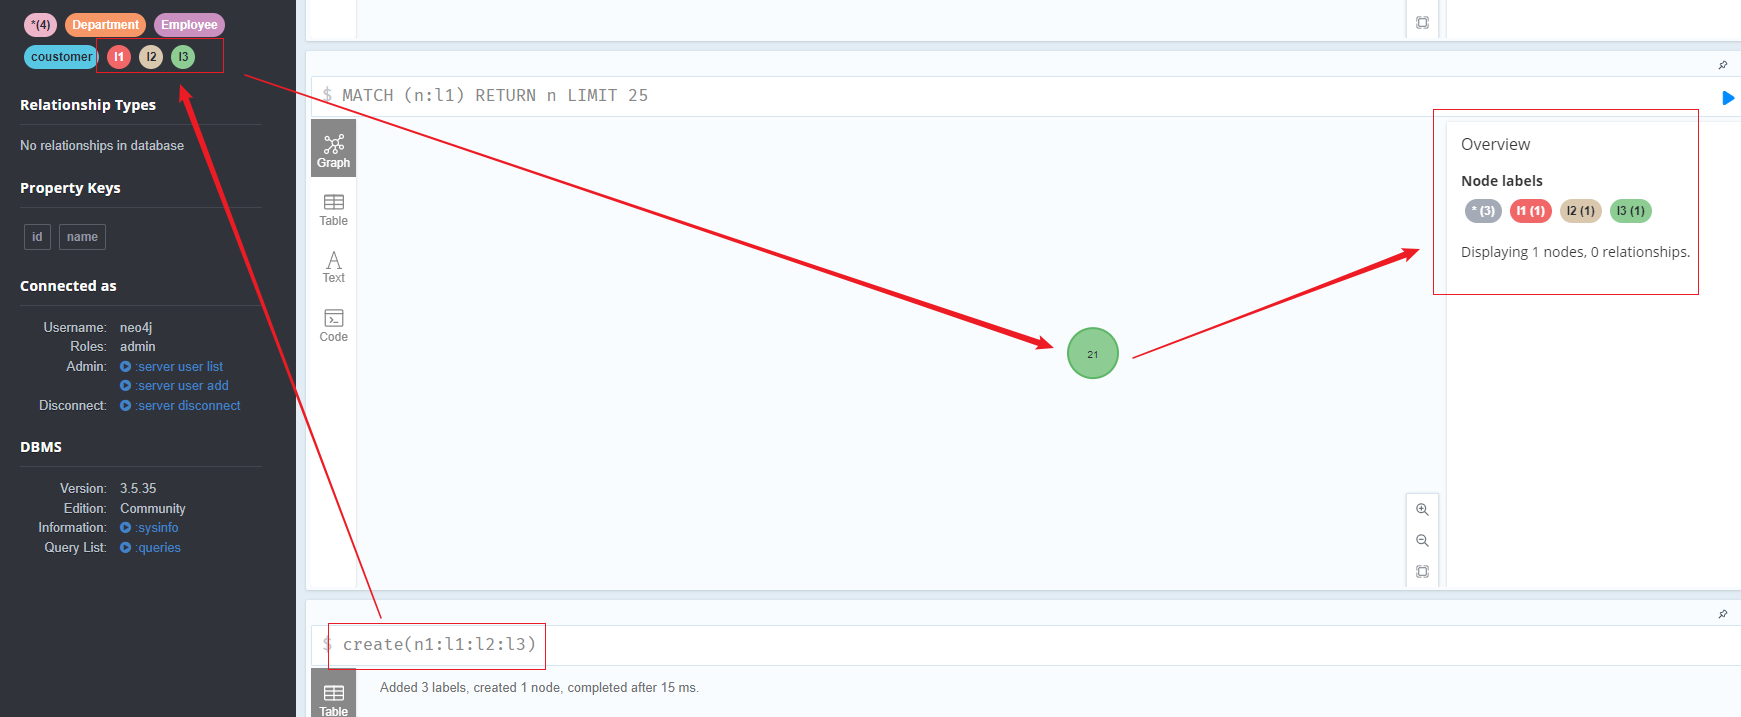 *(4) Department Employee
coustomer l1 l2 l3
Relationship Types
No relationships in database
Property Keys
id name
Connected as
Username: neo4j
Roles: admin
Admin: :server user list
:server user add
Disconnect: :server disconnect
DBMS
Version: 3.5.35
Edition: Community
Information: :sysinfo
Query List: :queries
$ MATCH (n:l1) RETURN n LIMIT 25
Graph
Table
Text
Code
21
Overview
Node labels
* (3) l1 (1) l2 (1) l3 (1)
Displaying 1 nodes, 0 relationships.
$ create(n1:l1:l2:l3)
Table
Added 3 labels, created 1 node, completed after 15 ms.